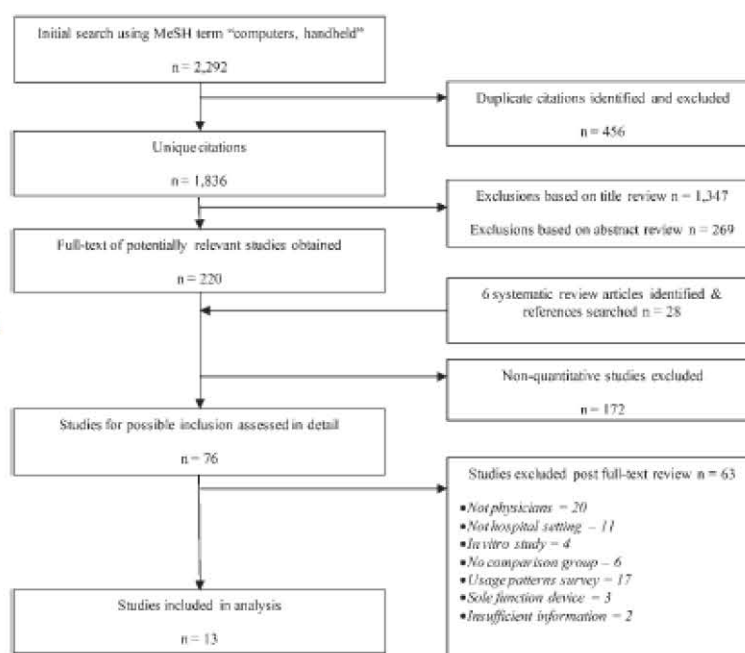 Initial search using MeSH term “computers, handheld”
n = 2,292
Duplicate citations identified and excluded
n = 456
Unique citations
n = 1,836
Exclusions based on title review n = 1,347
Exclusions based on abstract review n = 269
Full-text of potentially relevant studies obtained
n = 220
6 systematic review articles identified &
references searched n = 28
Non-quantitative studies excluded
n = 172
Studies for possible inclusion assessed in detail
n = 76
Studies excluded post full-text review n = 63
•Not physicians = 20
•Not hospital setting – 11
•In vitro study = 4
•No comparison group – 6
•Usage patterns survey = 17
•Sole function device = 3
•Insufficient information = 2
Studies included in analysis
n = 13